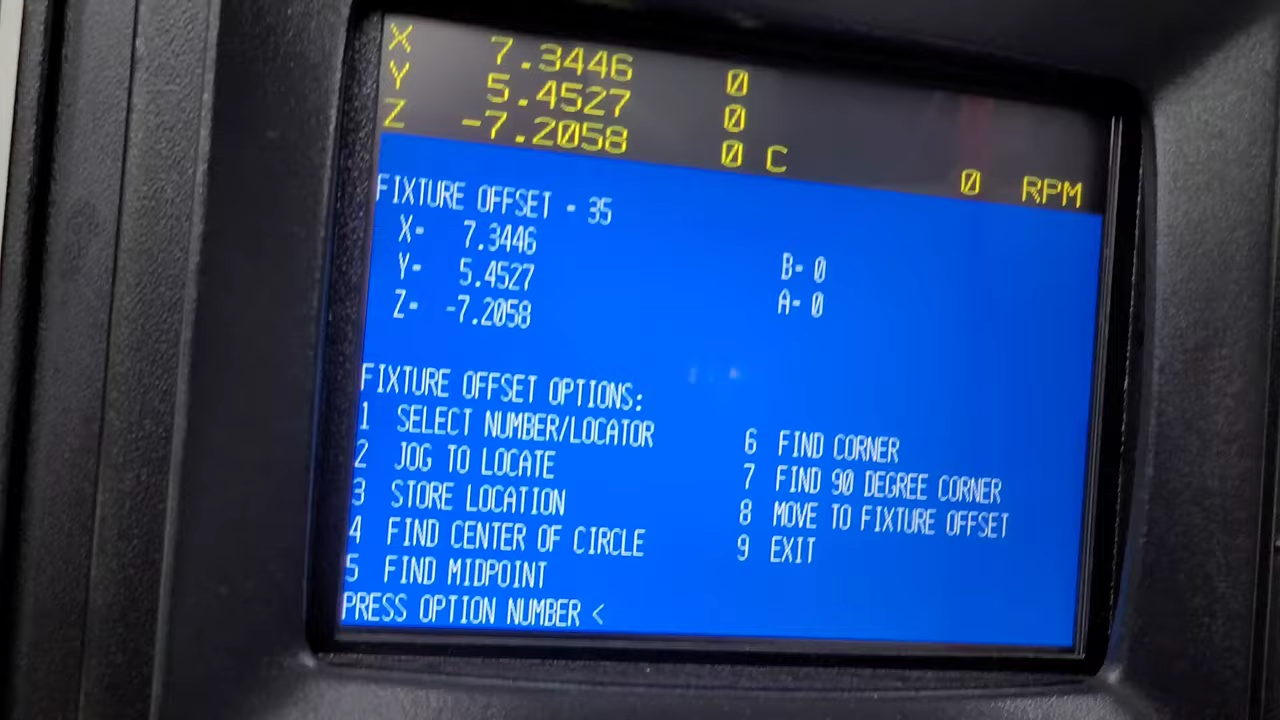 X 7.3446 0
Y 5.4527 0
Z -7.2058 0 C 0 RPM
FIXTURE OFFSET - 35
X- 7.3446
Y- 5.4527 B- 0
Z- -7.2058 A- 0
FIXTURE OFFSET OPTIONS:
1 SELECT NUMBER/LOCATOR
2 JOG TO LOCATE
3 STORE LOCATION
4 FIND CENTER OF CIRCLE
5 FIND MIDPOINT
6 FIND CORNER
7 FIND 90 DEGREE CORNER
8 MOVE TO FIXTURE OFFSET
9 EXIT
PRESS OPTION NUMBER <